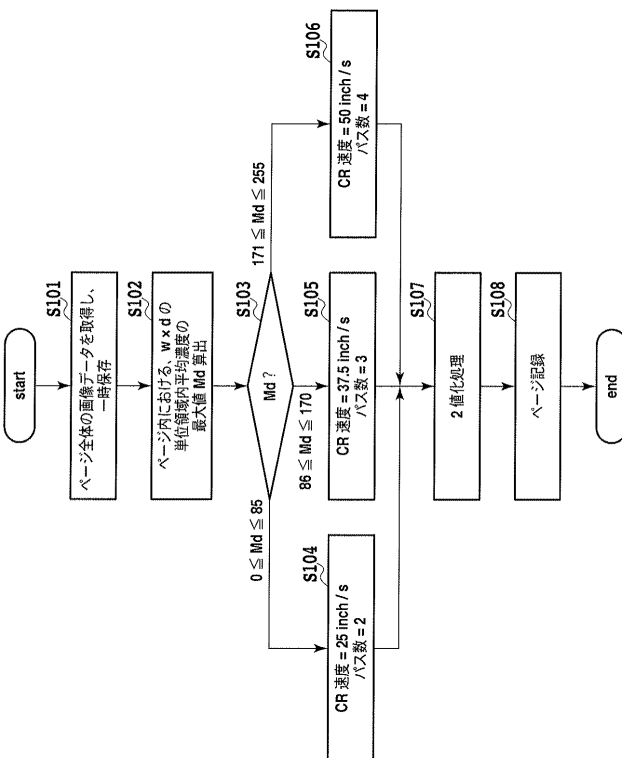 start
S101
ページ全体の画像データを取得し、
一時保存
S102
ページ内における、w×dの
単位領域内平均濃度の
最大値 Md 算出
S103
Md ?
0 ≦ Md ≦ 85
86 ≦ Md ≦ 170
171 ≦ Md ≦ 255
S104
CR 速度 = 25 inch / s
パス数 = 2
S105
CR 速度 = 37.5 inch / s
パス数 = 3
S106
CR 速度 = 50 inch / s
パス数 = 4
S107
2 値化処理
S108
ページ記録
end